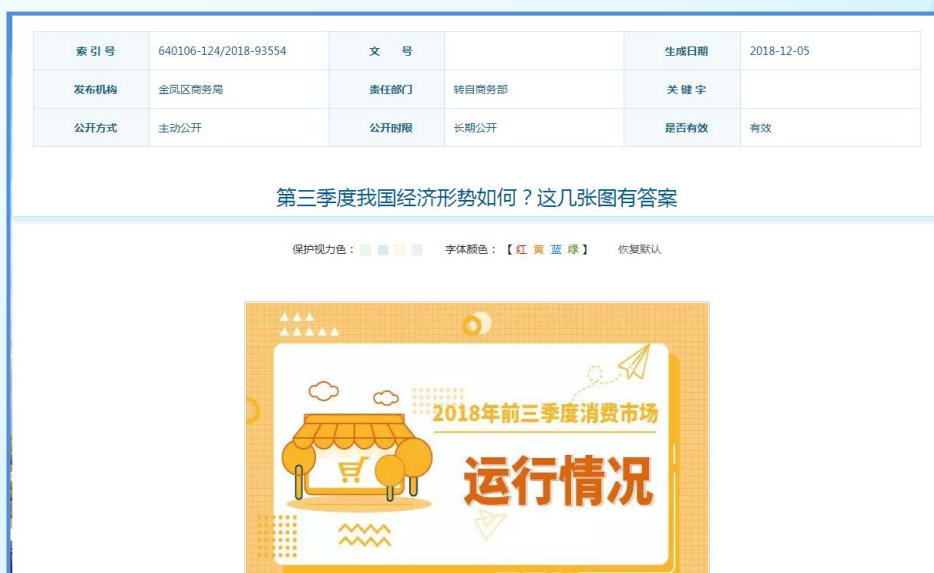 索引号 640106-124/2018-93554 文 号 生成日期 2018-12-05
发布机构 金凤区商务局 责任部门 转自商务部 关键字
公开方式 主动公开 公开时限 长期公开 是否有效 有效
第三季度我国经济形势如何？这几张图有答案
保护视力色： 字体颜色：【红 黄 蓝 绿】 恢复默认
2018年前三季度消费市场
运行情况